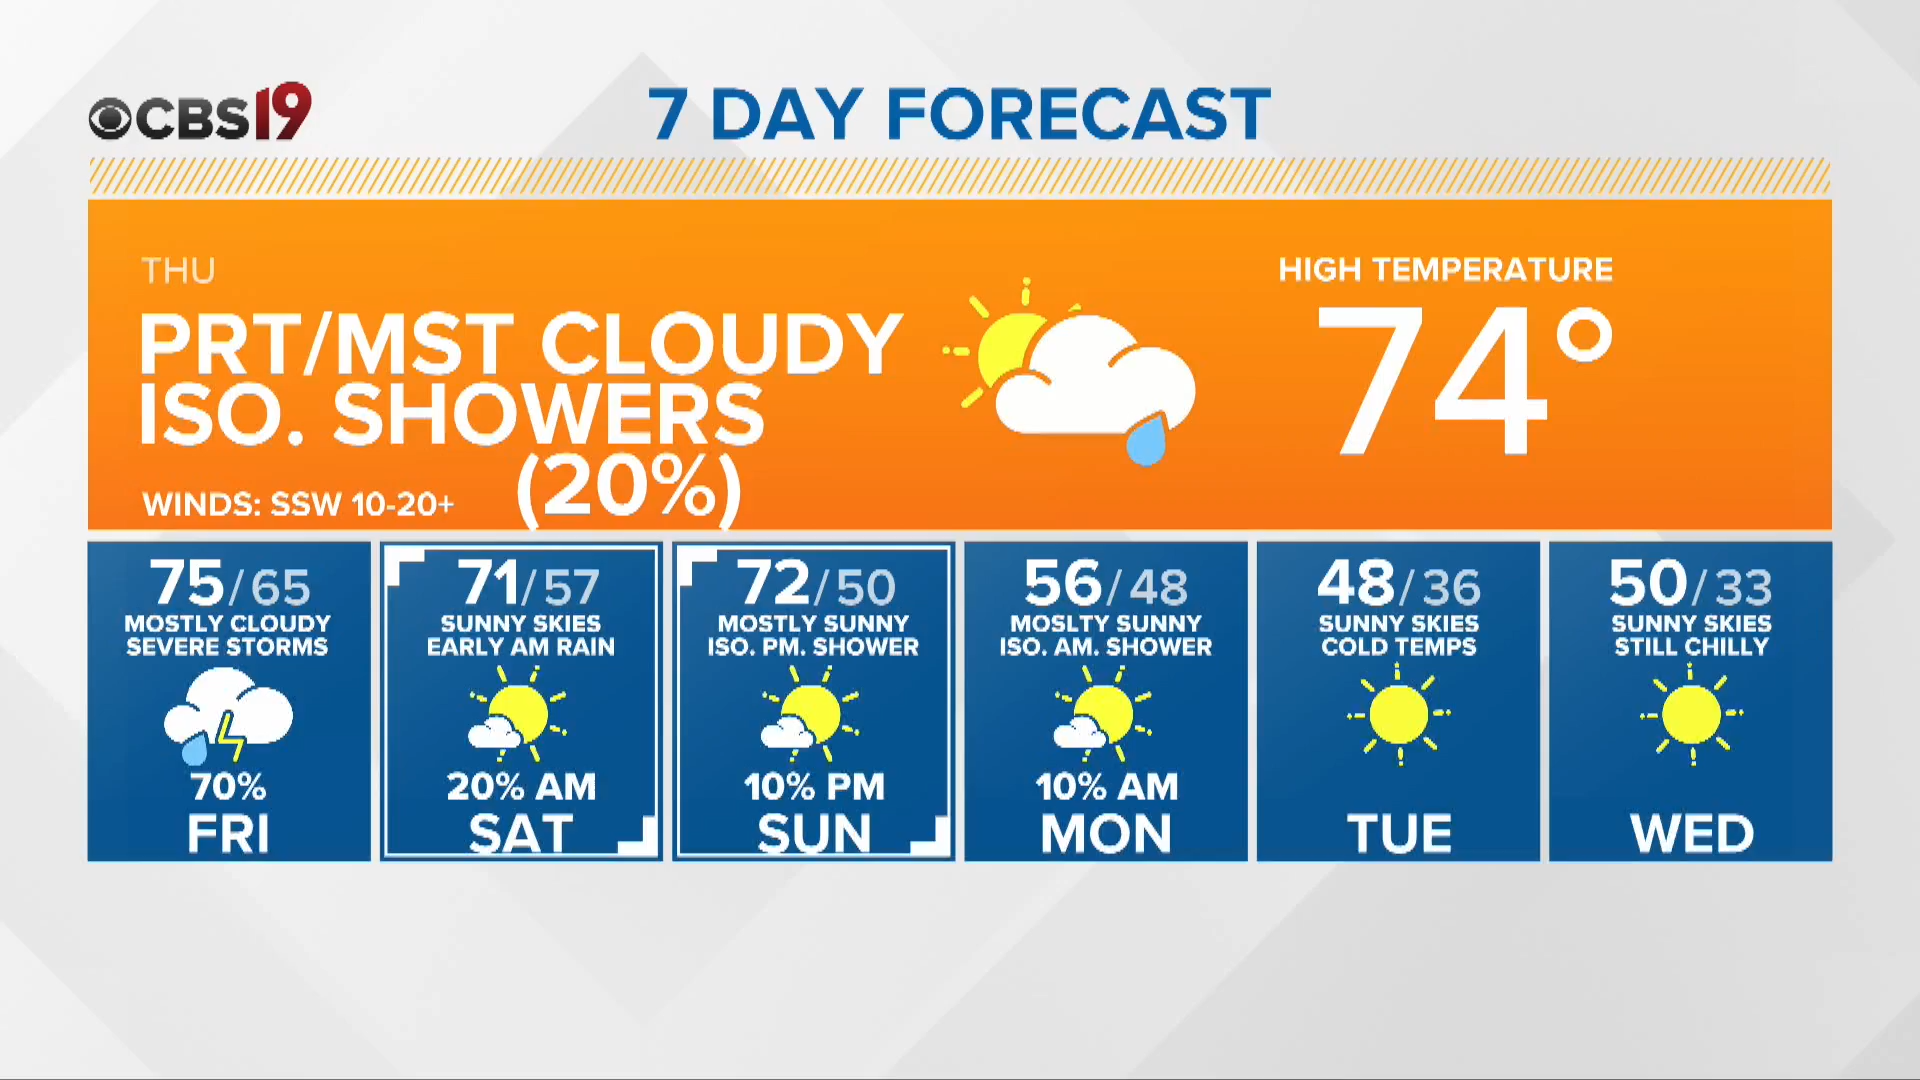 CBS19
7 DAY FORECAST
THU
PRT/MST CLOUDY
ISO. SHOWERS
(20%)
WINDS: SSW 10-20+
HIGH TEMPERATURE
74°
75/65
MOSTLY CLOUDY
SEVERE STORMS
70%
FRI
71/57
SUNNY SKIES
EARLY AM RAIN
20% AM
SAT
72/50
MOSTLY SUNNY
ISO. PM. SHOWER
10% PM
SUN
56/48
MOSLTY SUNNY
ISO. AM. SHOWER
10% AM
MON
48/36
SUNNY SKIES
COLD TEMPS
TUE
50/33
SUNNY SKIES
STILL CHILLY
WED